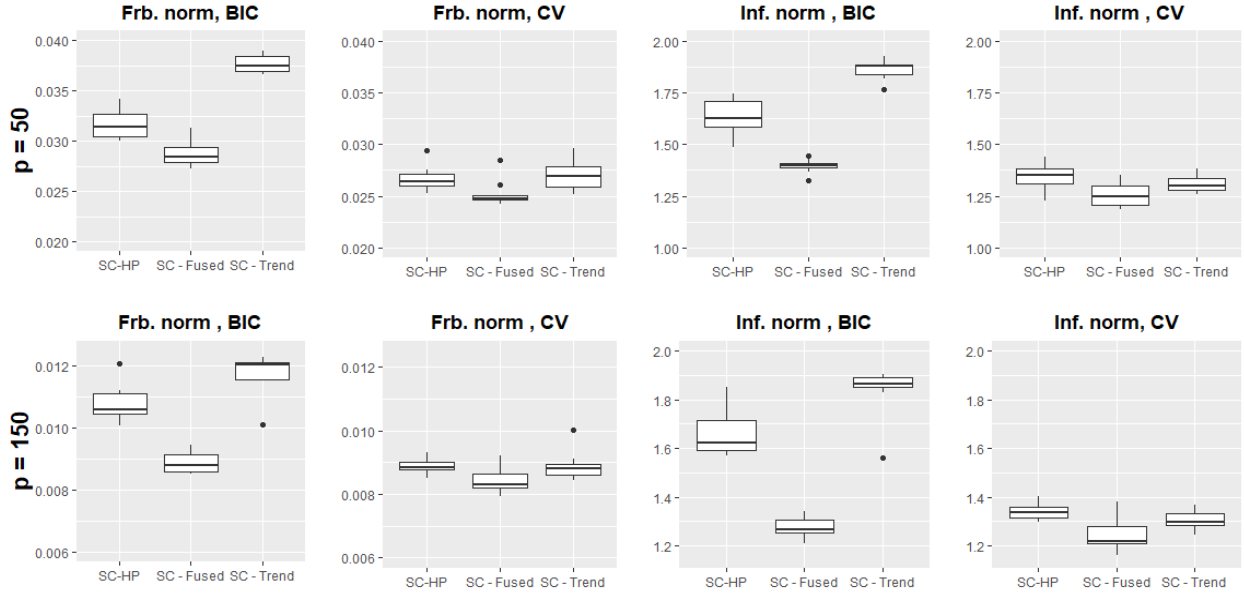 Frb. norm, BIC
Frb. norm, CV
Inf. norm , BIC
Inf. norm , CV
p = 50
0.040
0.035
0.030
0.025
0.020
SC-HP SC - Fused SC - Trend
0.040
0.035
0.030
0.025
0.020
SC-HP SC - Fused SC - Trend
2.00
1.75
1.50
1.25
1.00
SC-HP SC - Fused SC - Trend
2.00
1.75
1.50
1.25
1.00
SC-HP SC - Fused SC - Trend
Frb. norm , BIC
Frb. norm , CV
Inf. norm , BIC
Inf. norm, CV
p = 150
0.012
0.010
0.008
0.006
SC-HP SC - Fused SC - Trend
0.012
0.010
0.008
0.006
SC-HP SC - Fused SC - Trend
2.0
1.8
1.6
1.4
1.2
SC-HP SC - Fused SC - Trend
2.0
1.8
1.6
1.4
1.2
SC-HP SC - Fused SC - Trend